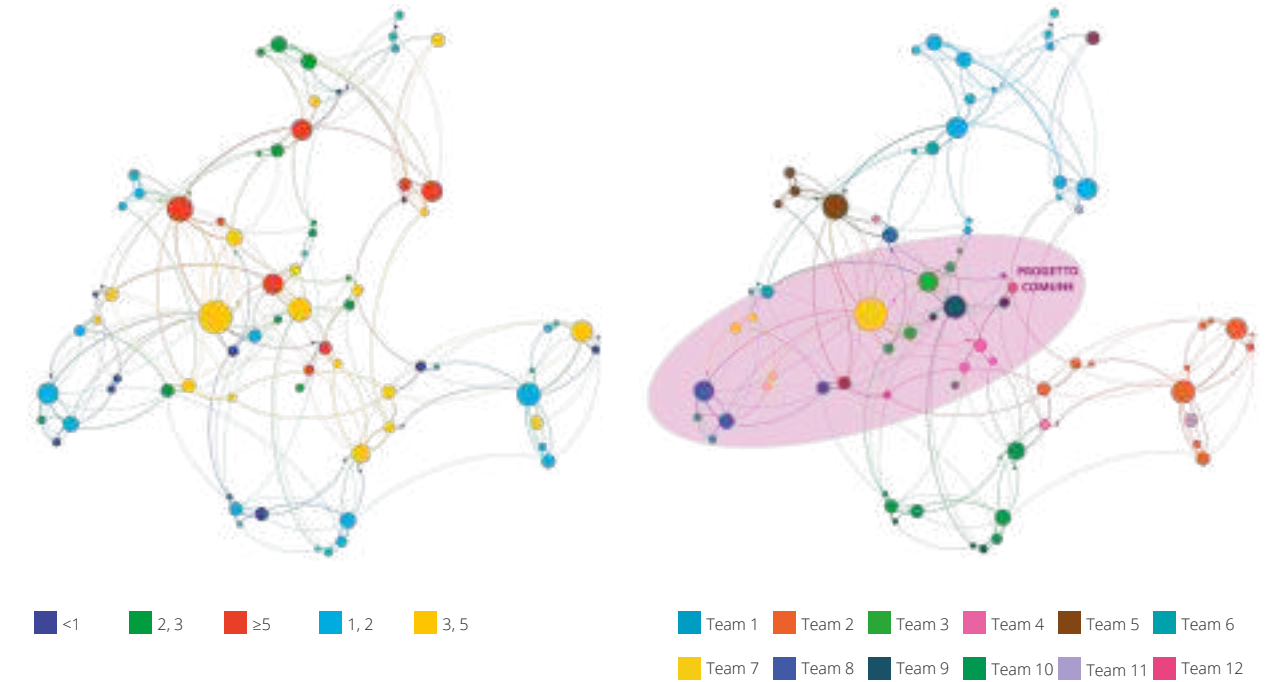 PROGETTO
COMUNE
<1 2, 3 ≥5 1, 2 3, 5
Team 1 Team 2 Team 3 Team 4 Team 5 Team 6
Team 7 Team 8 Team 9 Team 10 Team 11 Team 12